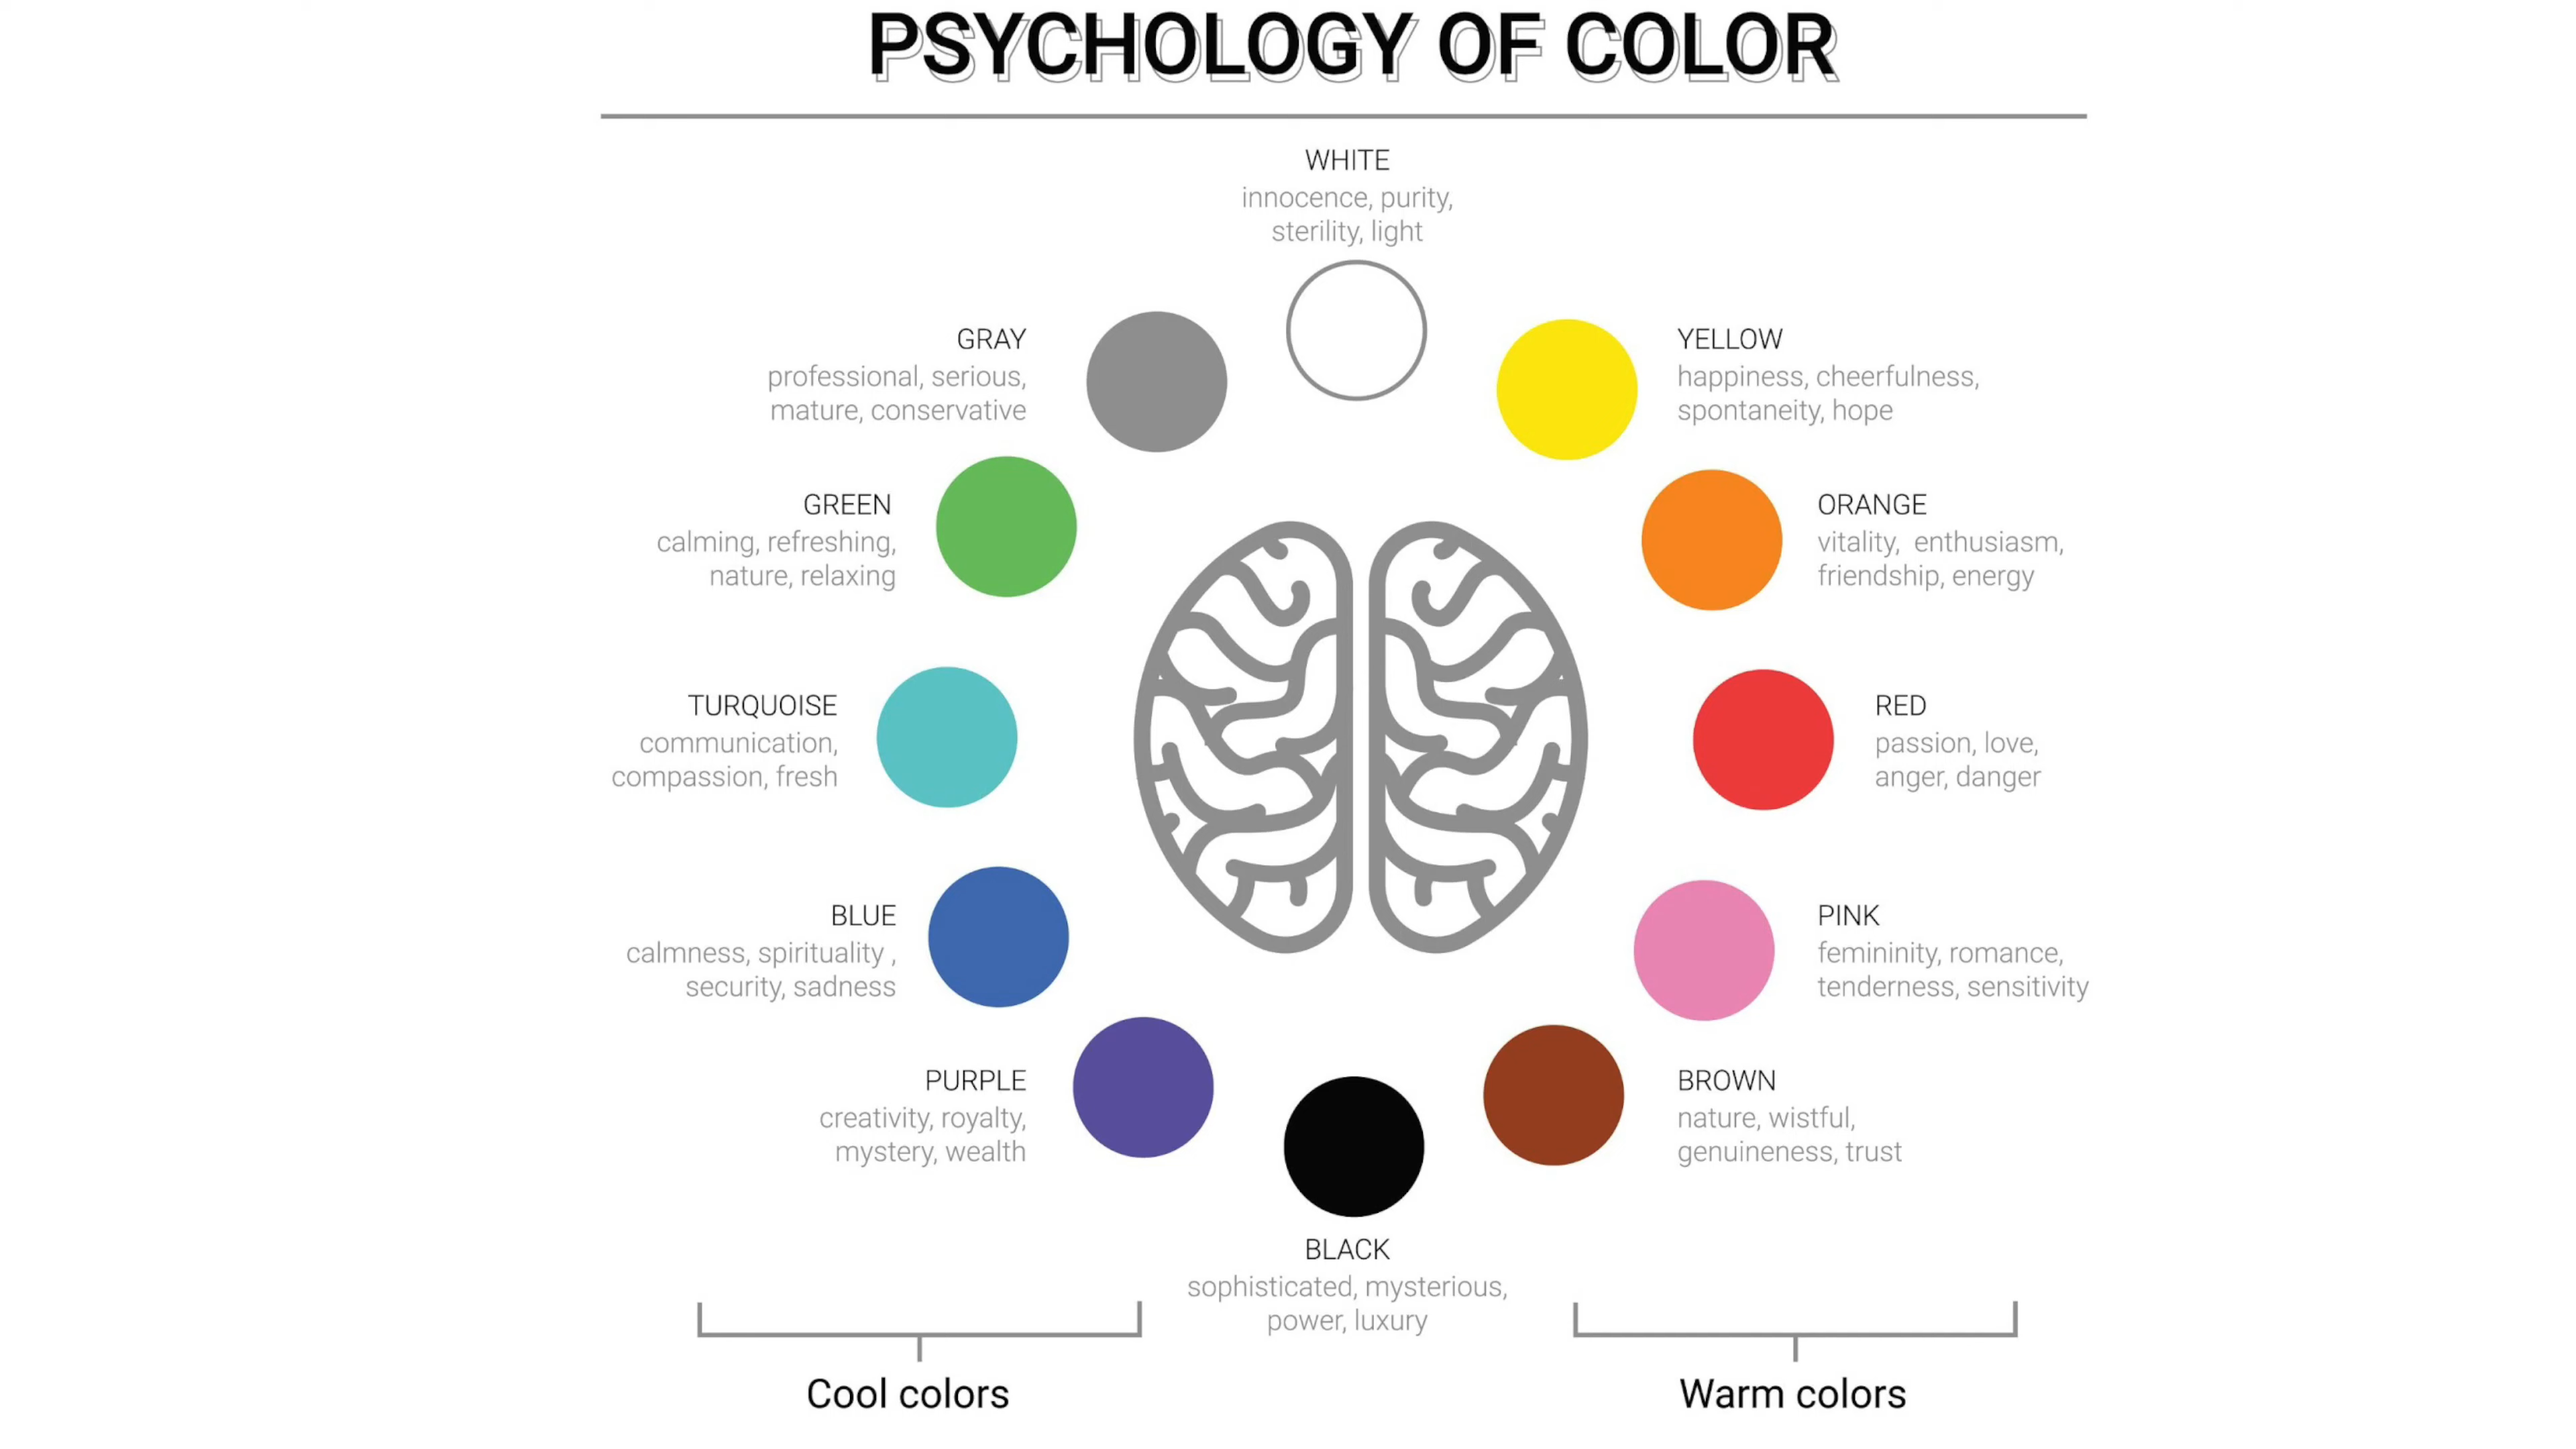 PSYCHOLOGY OF COLOR
WHITE
innocence, purity,
sterility, light
GRAY
professional, serious,
mature, conservative
YELLOW
happiness, cheerfulness,
spontaneity, hope
GREEN
calming, refreshing,
nature, relaxing
ORANGE
vitality,  enthusiasm,
friendship, energy
TURQUOISE
communication,
compassion, fresh
RED
passion, love,
anger, danger
BLUE
calmness, spirituality ,
security, sadness
PINK
femininity, romance,
tenderness, sensitivity
PURPLE
creativity, royalty,
mystery, wealth
BROWN
nature, wistful,
genuineness, trust
BLACK
sophisticated, mysterious,
power, luxury
Cool colors
Warm colors